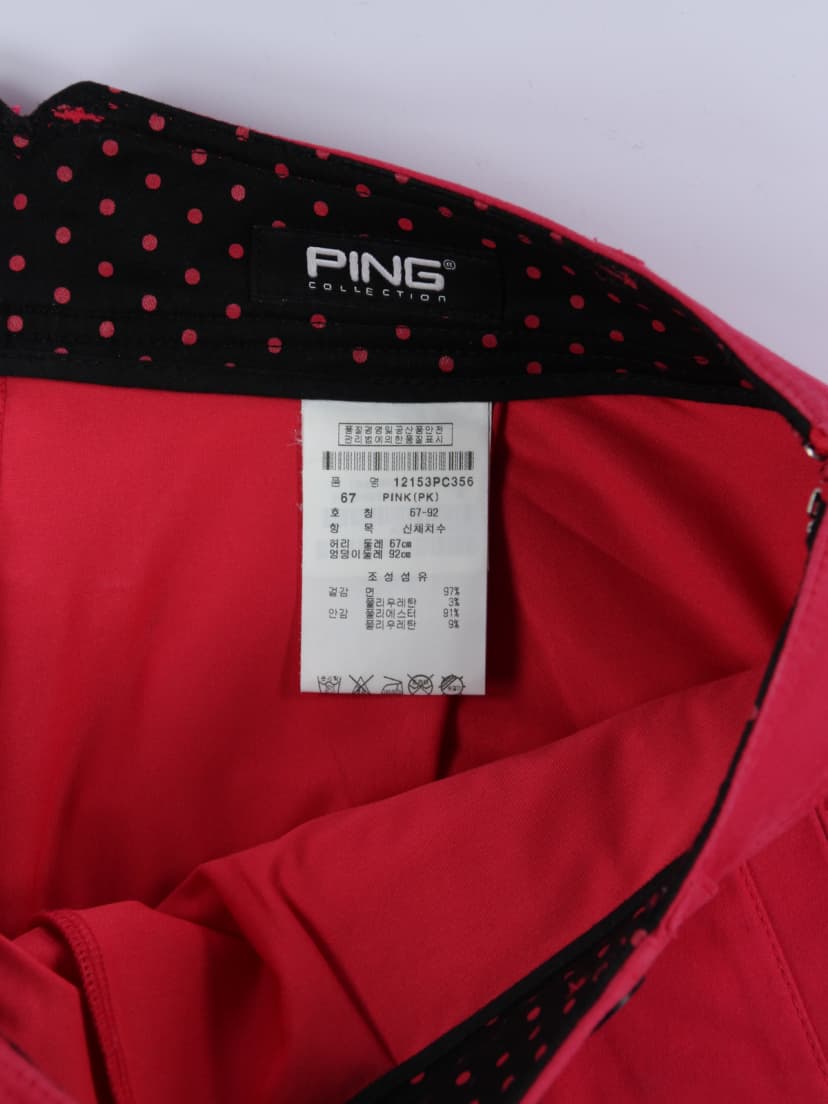 PING®
COLLECTION
품질경영및공산품안전
관리법에의한품질표시
품 명 12153PC356
67 PINK(PK)
호 칭 67-92
항 목 신체치수
허리 둘레 67cm
엉덩이둘레 92cm
조성섬유
겉감 면 97%
폴리우레탄 3%
안감 폴리에스터 91%
폴리우레탄 9%